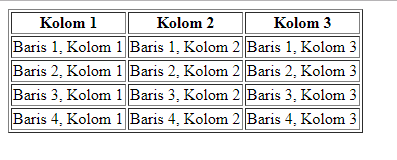 Kolom 1 Kolom 2 Kolom 3
Baris 1, Kolom 1 Baris 1, Kolom 2 Baris 1, Kolom 3
Baris 2, Kolom 1 Baris 2, Kolom 2 Baris 2, Kolom 3
Baris 3, Kolom 1 Baris 3, Kolom 2 Baris 3, Kolom 3
Baris 4, Kolom 1 Baris 4, Kolom 2 Baris 4, Kolom 3